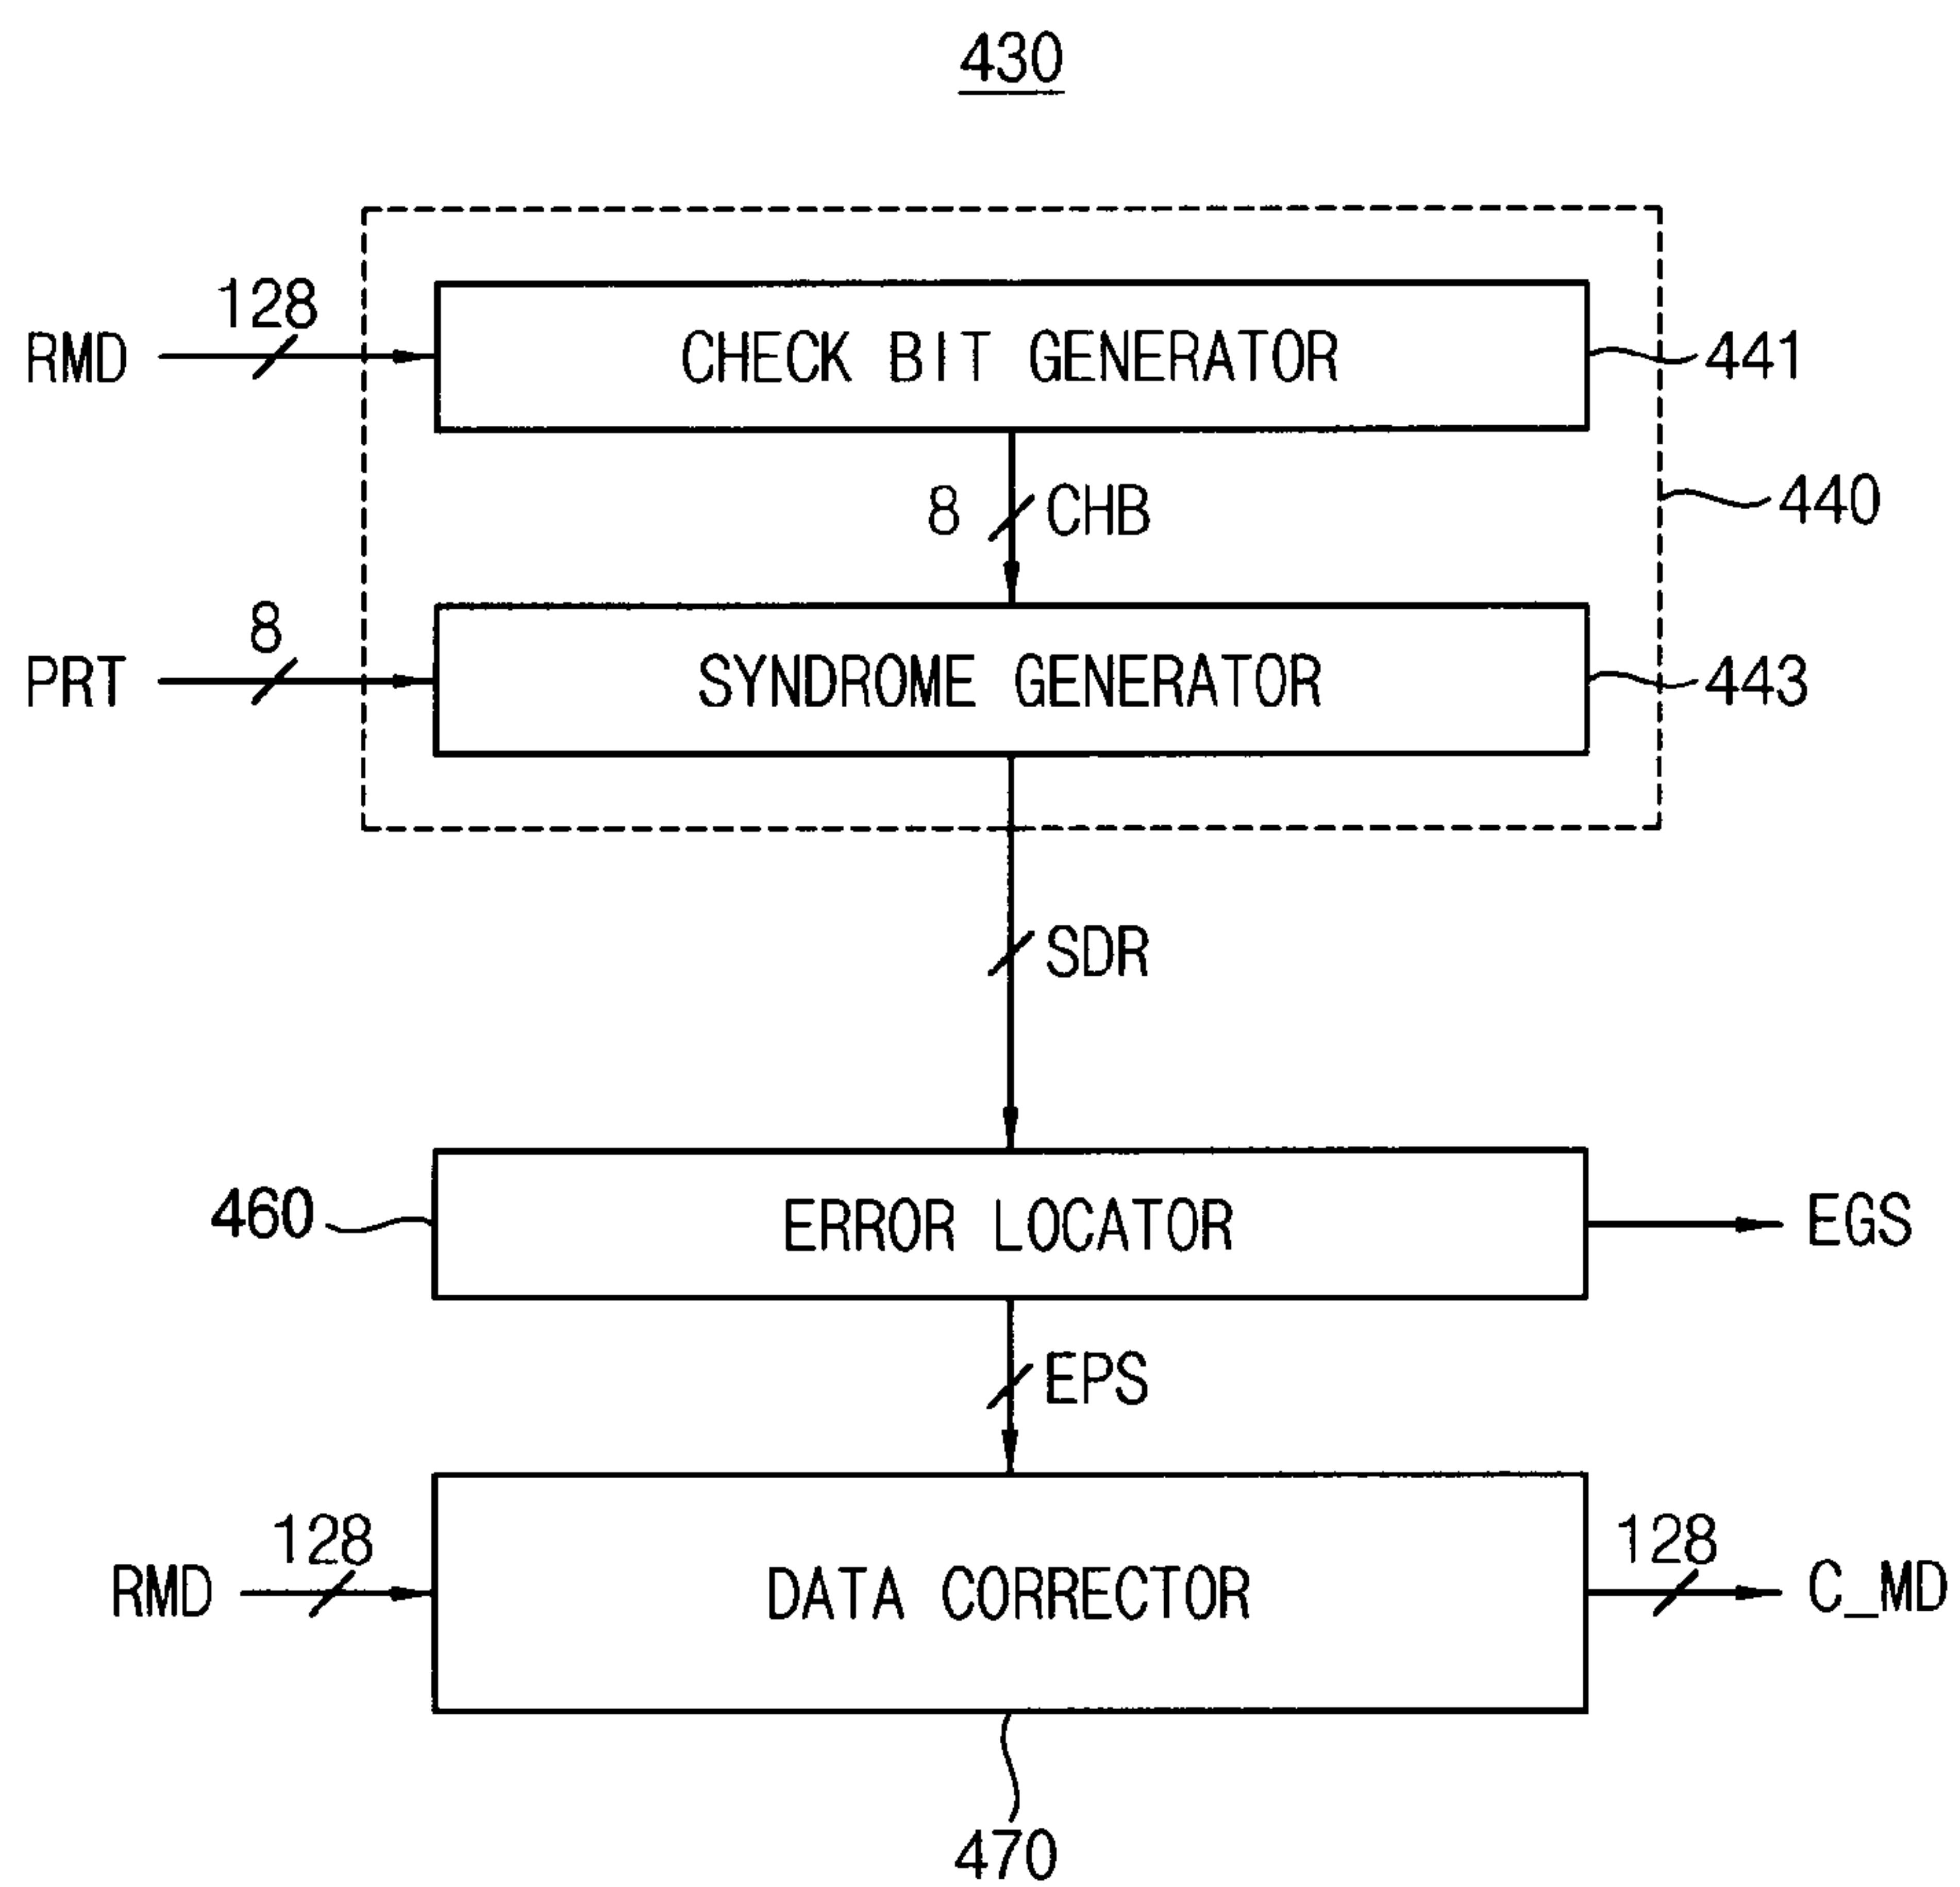 430
128
RMD
CHECK BIT GENERATOR
441
8
CHB
440
8
PRT
SYNDROME GENERATOR
443
SDR
460
ERROR LOCATOR
EGS
EPS
128
RMD
DATA CORRECTOR
128
C_MD
470